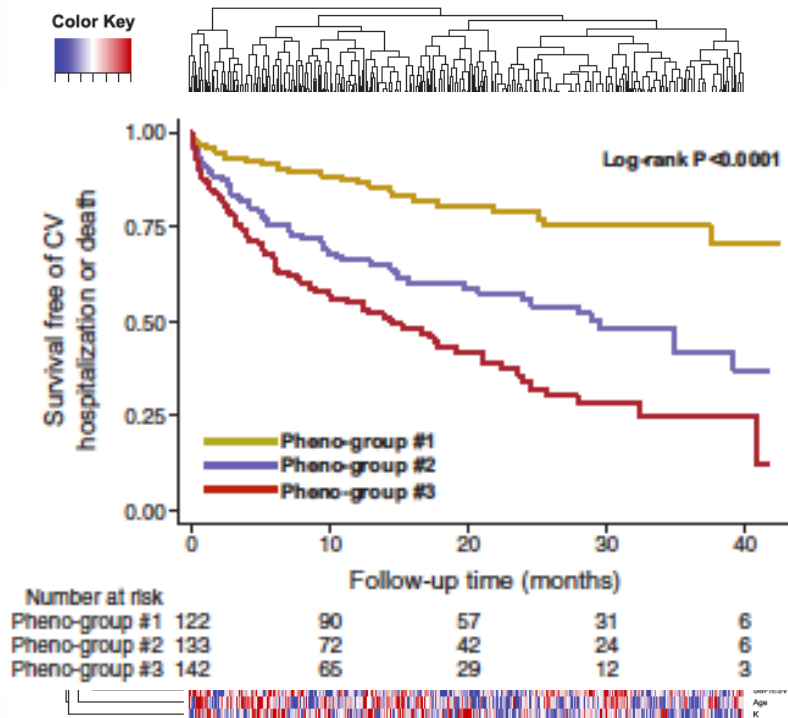 Color Key
1.00
Log-rank P<0.0001
0.75
Survival free of CV
hospitalization or death
0.50
0.25
Pheno-group #1
Pheno-group #2
Pheno-group #3
0.00
0 10 20 30 40
Follow-up time (months)
Number at risk
Pheno-group #1 122 90 57 31 6
Pheno-group #2 133 72 42 24 6
Pheno-group #3 142 65 29 12 3
Age
K